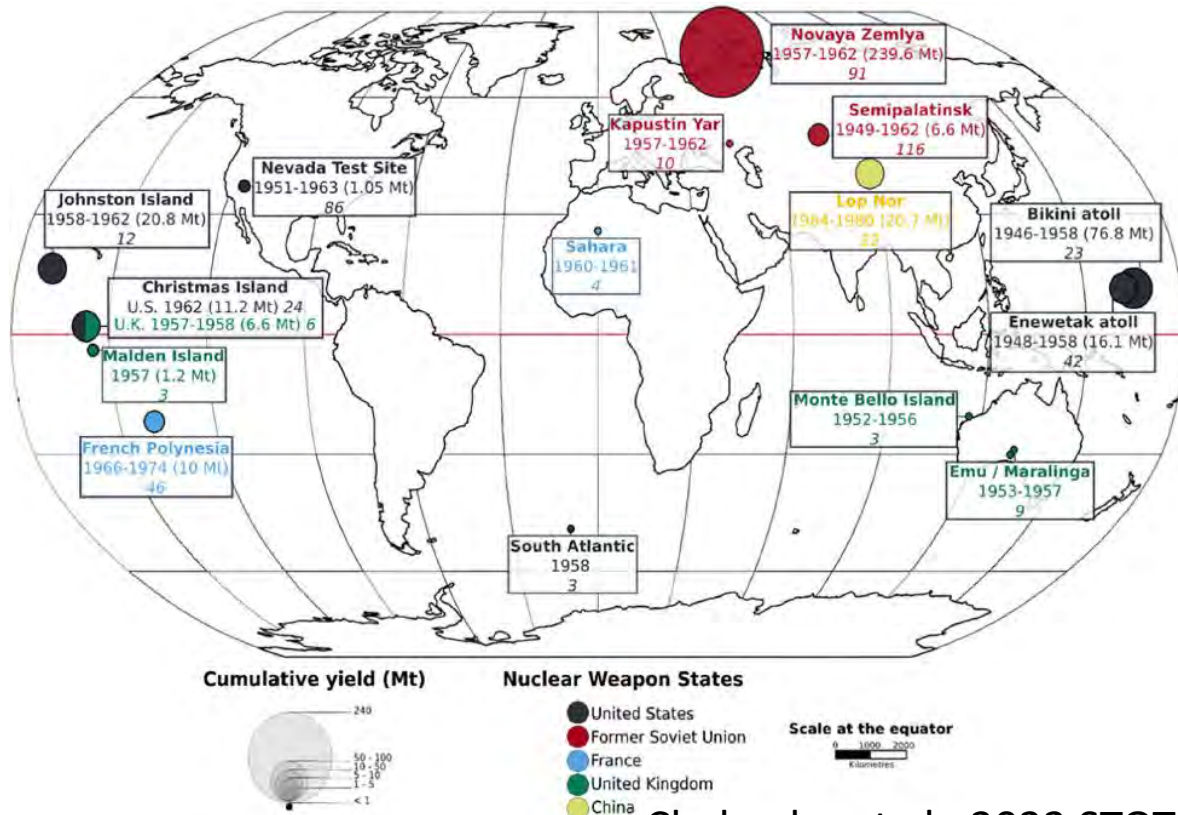 Novaya Zemlya
1957-1962 (239.6 Mt)
91
Semipalatinsk
1949-1962 (6.6 Mt)
116
Kapustin Yar
1957-1962
10
Nevada Test Site
1951-1963 (1.05 Mt)
86
Johnston Island
1958-1962 (20.8 Mt)
12
Lop Nor
(20.7 Mt)
Bikini atoll
1946-1958 (76.8 Mt)
23
Sahara
1960-1961
4
Christmas Island
U.S. 1962 (11.2 Mt) 24
U.K. 1957-1958 (6.6 Mt) 6
Enewetak atoll
1948-1958 (16.1 Mt)
42
Malden Island
1957 (1.2 Mt)
3
Monte Bello Island
1952-1956
3
French Polynesia
1966-1974 (10 Mt)
46
Emu / Maralinga
1953-1957
9
South Atlantic
1958
3
Cumulative yield (Mt)
240
50 - 100
10 - 50
5 - 10
1 - 5
< 1
Nuclear Weapon States
United States
Former Soviet Union
France
United Kingdom
China
Scale at the equator
0 1000 2000
Kilometres